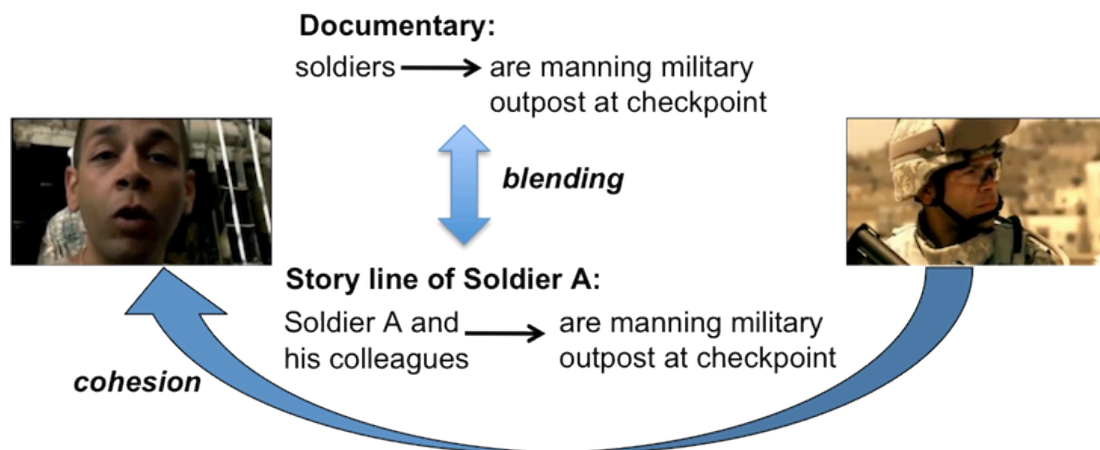 Documentary:
soldiers
are manning military
outpost at checkpoint
blending
Story line of Soldier A:
Soldier A and
his colleagues
are manning military
outpost at checkpoint
cohesion